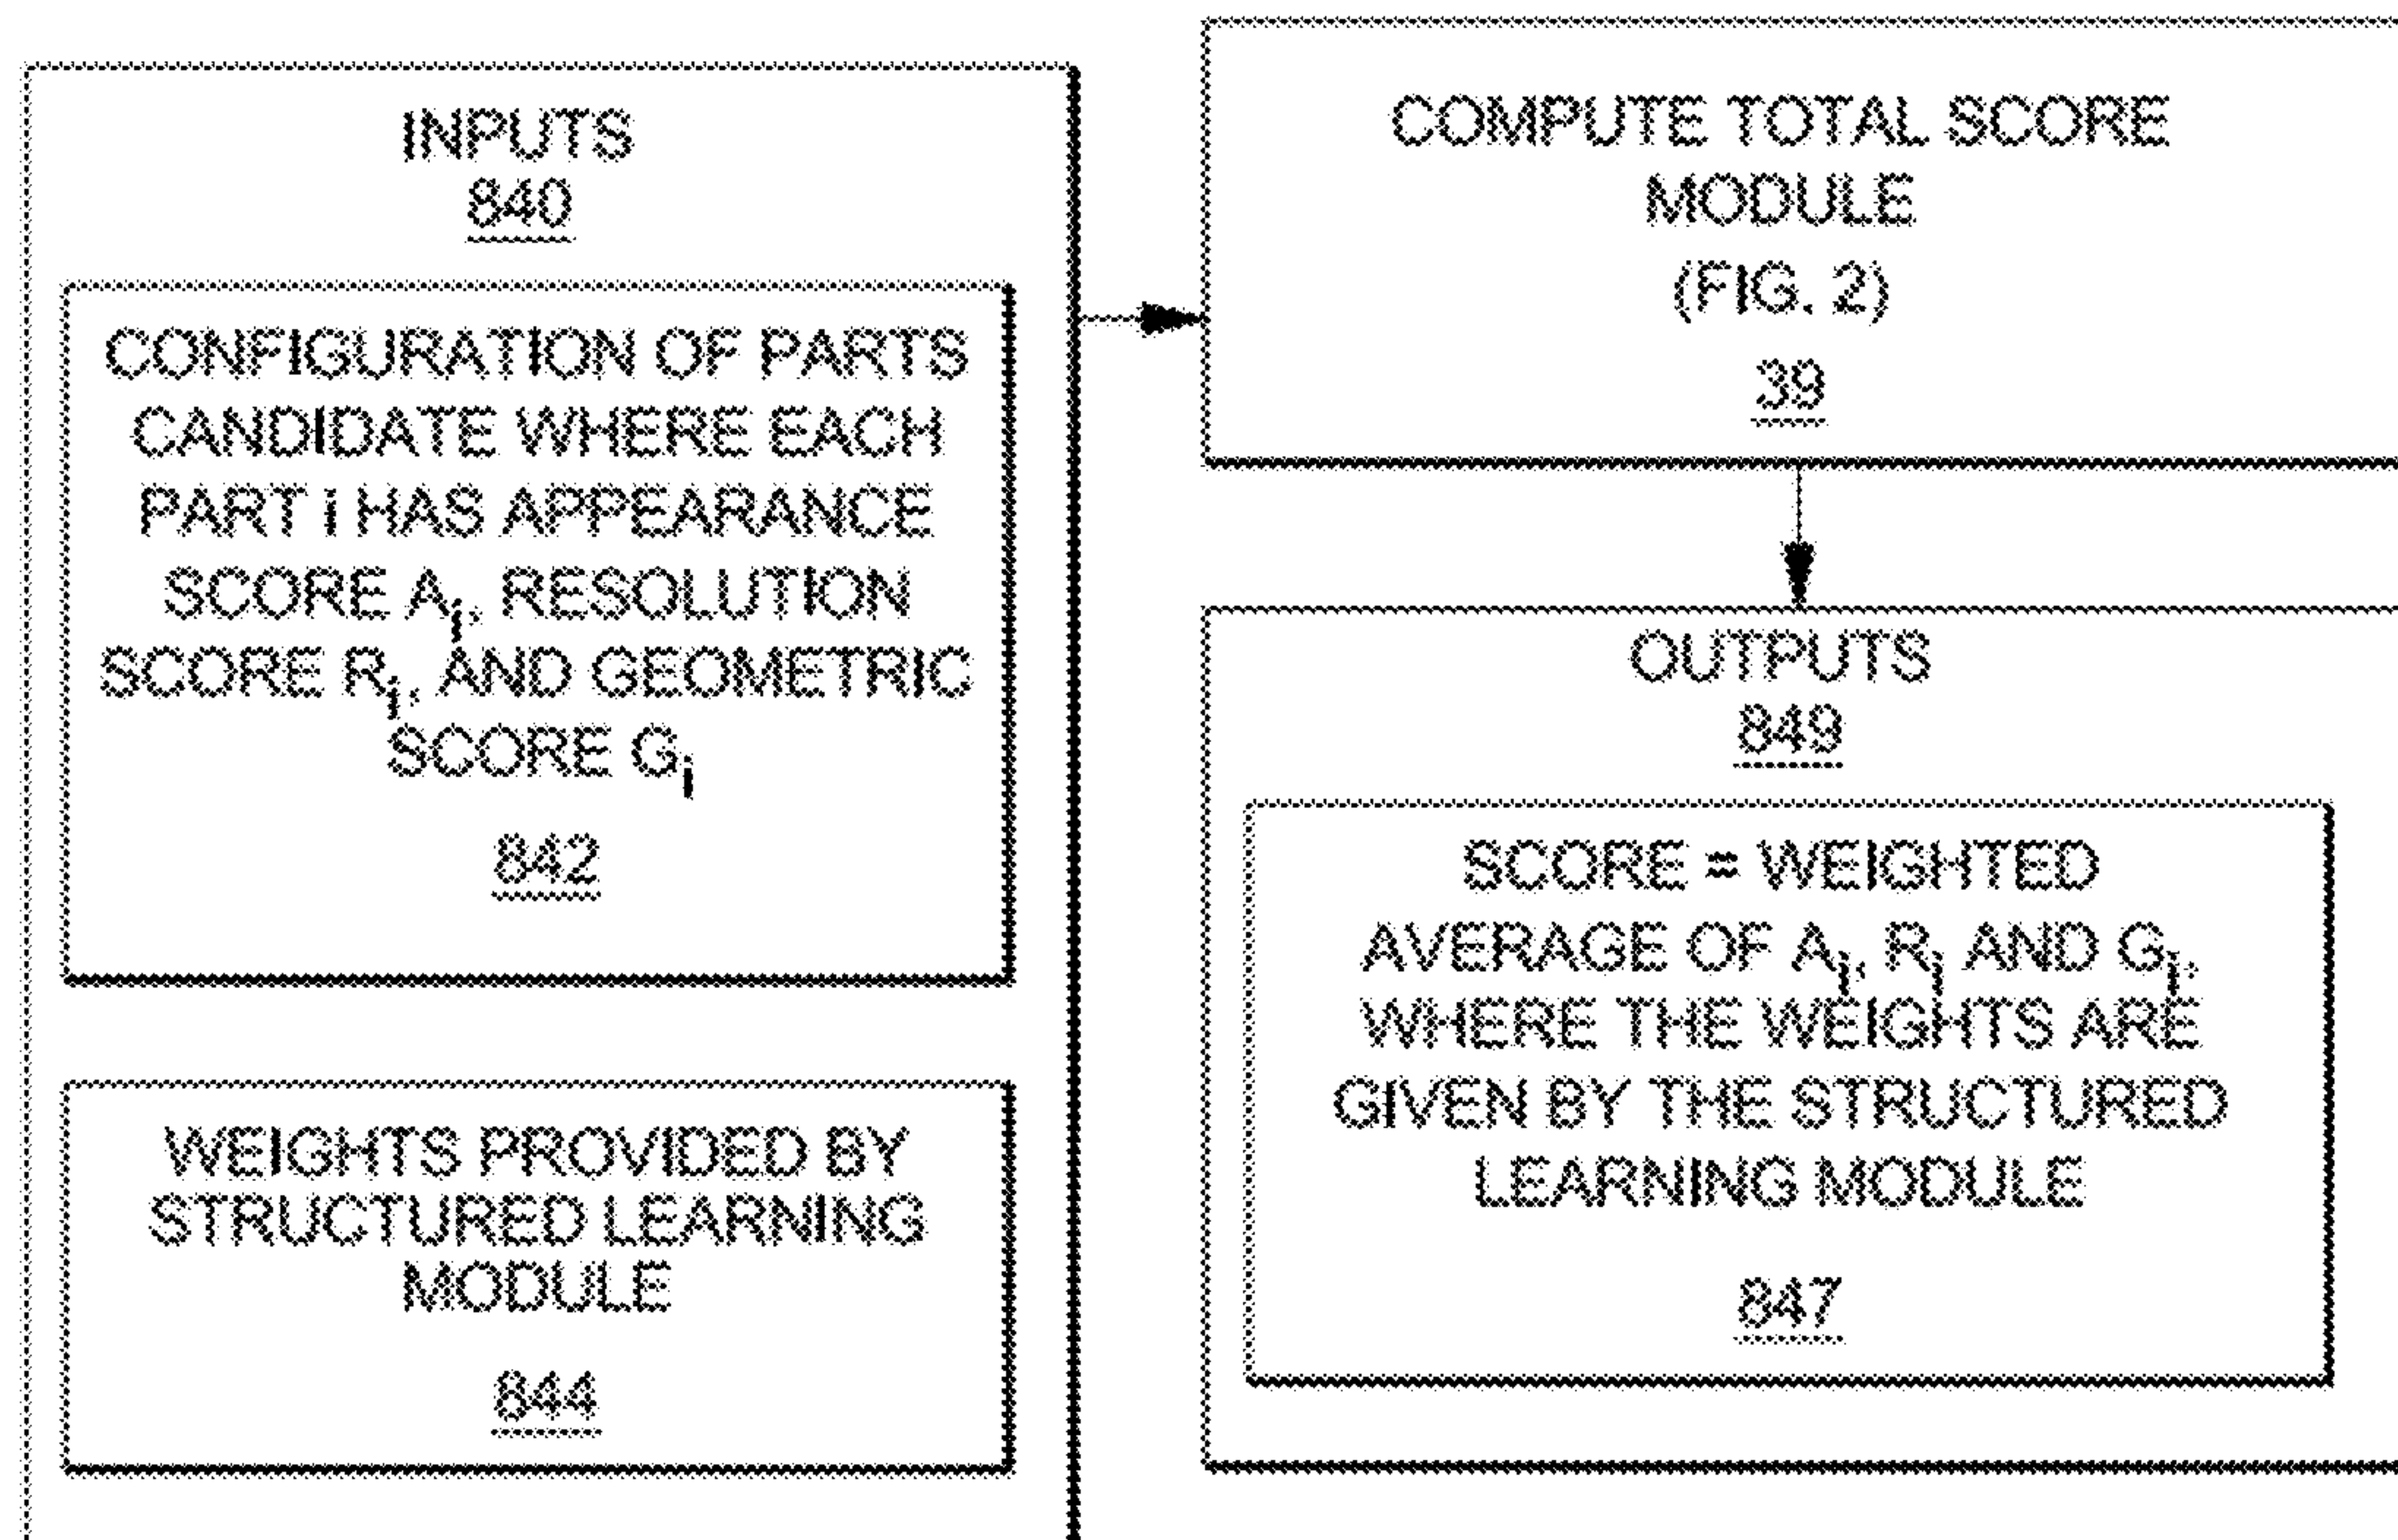 INPUTS
840
CONFIGURATION OF PARTS
CANDIDATE WHERE EACH
PART i HAS APPEARANCE
SCORE Ai, RESOLUTION
SCORE Ri, AND GEOMETRIC
SCORE Gi
842
WEIGHTS PROVIDED BY
STRUCTURED LEARNING
MODULE
844
COMPUTE TOTAL SCORE
MODULE
(FIG. 2)
39
OUTPUTS
849
SCORE = WEIGHTED
AVERAGE OF Ai, Ri AND Gi,
WHERE THE WEIGHTS ARE
GIVEN BY THE STRUCTURED
LEARNING MODULE
847